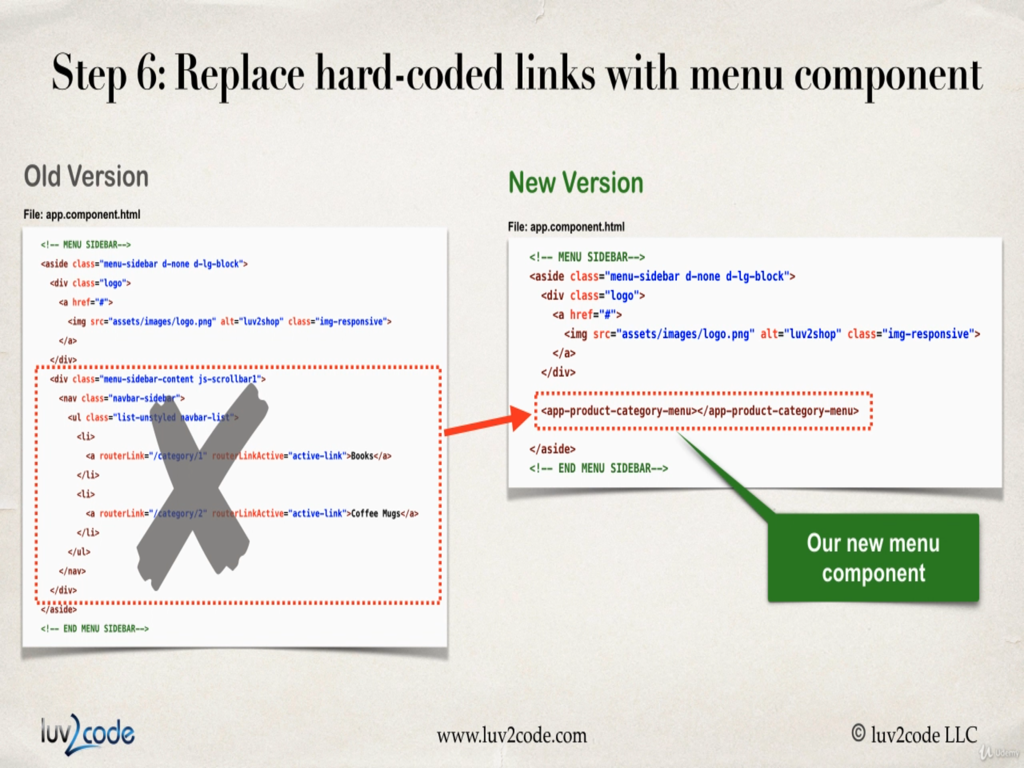 Step 6: Replace hard-coded links with menu component
Old Version
File: app.component.html
<!-- MENU SIDEBAR-->
<aside class="menu-sidebar d-none d-lg-block">
<div class="logo">
<a href="#">
<img src="assets/images/logo.png" alt="luv2shop" class="img-responsive">
</a>
</div>
<div class="menu-sidebar-content js-scrollbar1">
<nav class="navbar-sidebar">
<ul class="list-unstyled navbar-list">
<li>
<a routerLink="/category/1" routerLinkActive="active-link">Books</a>
</li>
<li>
<a routerLink="/category/2" routerLinkActive="active-link">Coffee Mugs</a>
</li>
</ul>
</nav>
</div>
</aside>
<!-- END MENU SIDEBAR-->
New Version
File: app.component.html
<!-- MENU SIDEBAR-->
<aside class="menu-sidebar d-none d-lg-block">
<div class="logo">
<a href="#">
<img src="assets/images/logo.png" alt="luv2shop" class="img-responsive">
</a>
</div>
<app-product-category-menu></app-product-category-menu>
</aside>
<!-- END MENU SIDEBAR-->
Our new menu
component
luv2code
www.luv2code.com
© luv2code LLC
Udemy